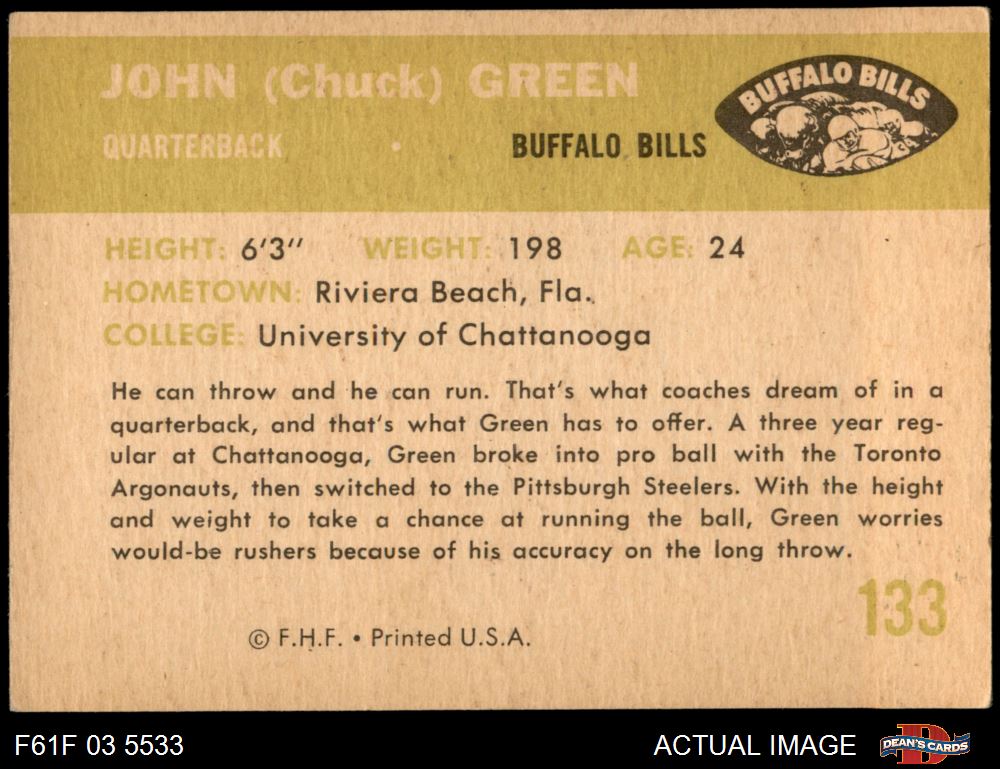 JOHN (Chuck) GREEN
BUFFALO BILLS
QUARTERBACK • BUFFALO BILLS
HEIGHT: 6'3" WEIGHT: 198 AGE: 24
HOMETOWN: Riviera Beach, Fla.
COLLEGE: University of Chattanooga
He can throw and he can run. That's what coaches dream of in a
quarterback, and that's what Green has to offer. A three year reg-
ular at Chattanooga, Green broke into pro ball with the Toronto
Argonauts, then switched to the Pittsburgh Steelers. With the height
and weight to take a chance at running the ball, Green worries
would-be rushers because of his accuracy on the long throw.
133
© F.H.F. • Printed U.S.A.
F61F 03 5533
ACTUAL IMAGE
DEAN'S CARDS